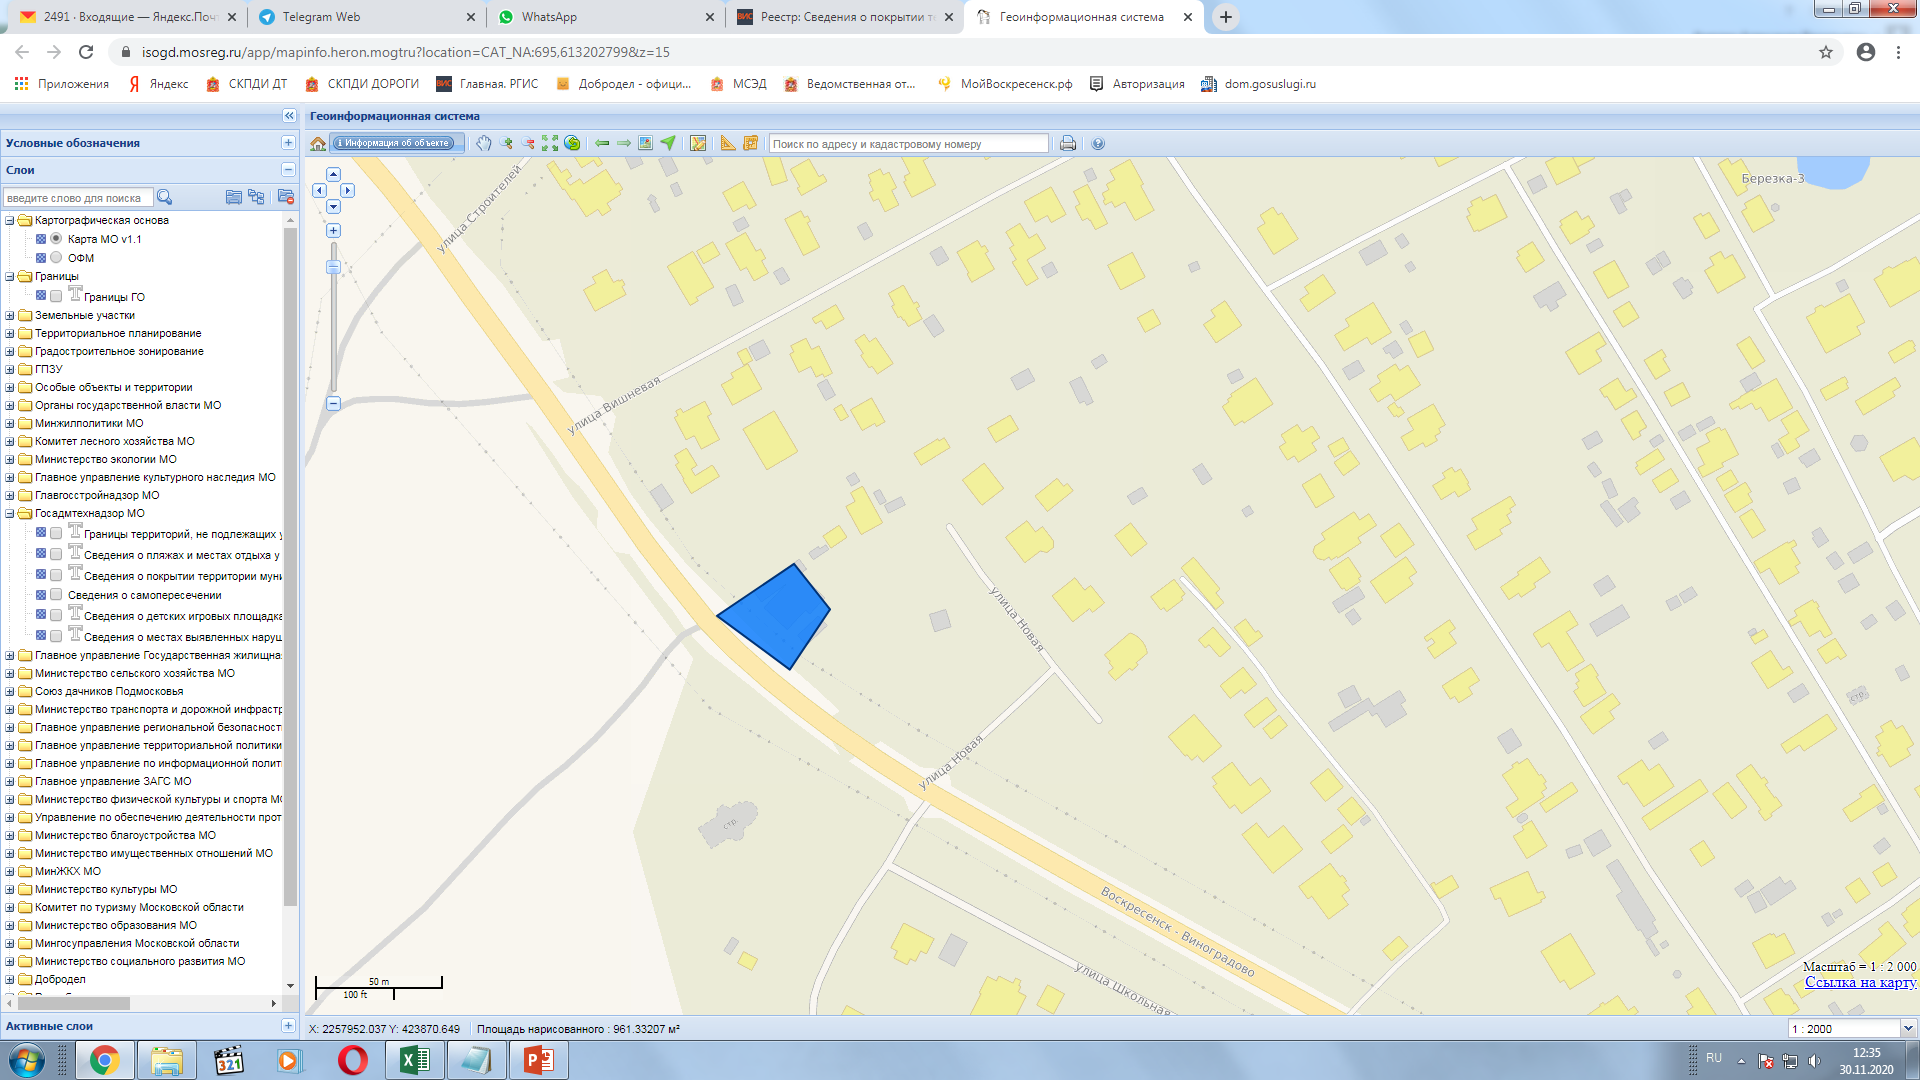 2491 · Входящие — Яндекс.Поч
Telegram Web
WhatsApp
Реестр: Сведения о покрытии т
Геоинформационная система
isogd.mosreg.ru/app/mapinfo.heron.mogtru?location=CAT_NA:695,613202799&z=15
Приложения
Яндекс
СКПДИ ДТ
СКПДИ ДОРОГИ
Главная. РГИС
Добродел - офици...
МСЭД
Ведомственная от...
МойВоскресенск.рф
Авторизация
dom.gosuslugi.ru
Геоинформационная система
Условные обозначения
Информация об объекте
Поиск по адресу и кадастровому номеру
Слои
введите слово для поиска
Картографическая основа
Карта МО v1.1
ОФМ
Границы
Границы ГО
Земельные участки
Территориальное планирование
Градостроительное зонирование
ГПЗУ
Особые объекты и территории
Органы государственной власти МО
Минжилполитики МО
Комитет лесного хозяйства МО
Министерство экологии МО
Главное управление культурного наследия МО
Главгосстройнадзор МО
Госадмтехнадзор МО
Границы территорий, не подлежащих у
Сведения о пляжах и местах отдыха у
Сведения о покрытии территории муни
Сведения о самопересечении
Сведения о детских игровых площадка
Сведения о местах выявленных наруш
Главное управление Государственная жилищна
Министерство сельского хозяйства МО
Союз дачников Подмосковья
Министерство транспорта и дорожной инфрастр
Главное управление региональной безопасност
Главное управление территориальной политики
Главное управление по информационной полит
Главное управление ЗАГС МО
Министерство физической культуры и спорта МО
Управление по обеспечению деятельности прот
Министерство благоустройства МО
Министерство имущественных отношений МО
МинЖКХ МО
Министерство культуры МО
Комитет по туризму Московской области
Министерство образования МО
Мингосуправления Московской области
Министерство социального развития МО
Добродел
Активные слои
улица Строителей
Березка-3
улица Вишневая
улица Новая
стр.
улица Новая
стр.
Воскресенск - Виноградово
улица Школьная
50 m
100 ft
Масштаб = 1 : 2 000
Ссылка на карту
X: 2257952.037 Y: 423870.649
Площадь нарисованного : 961.33207 м²
1 : 2000
321
RU
12:35
30.11.2020